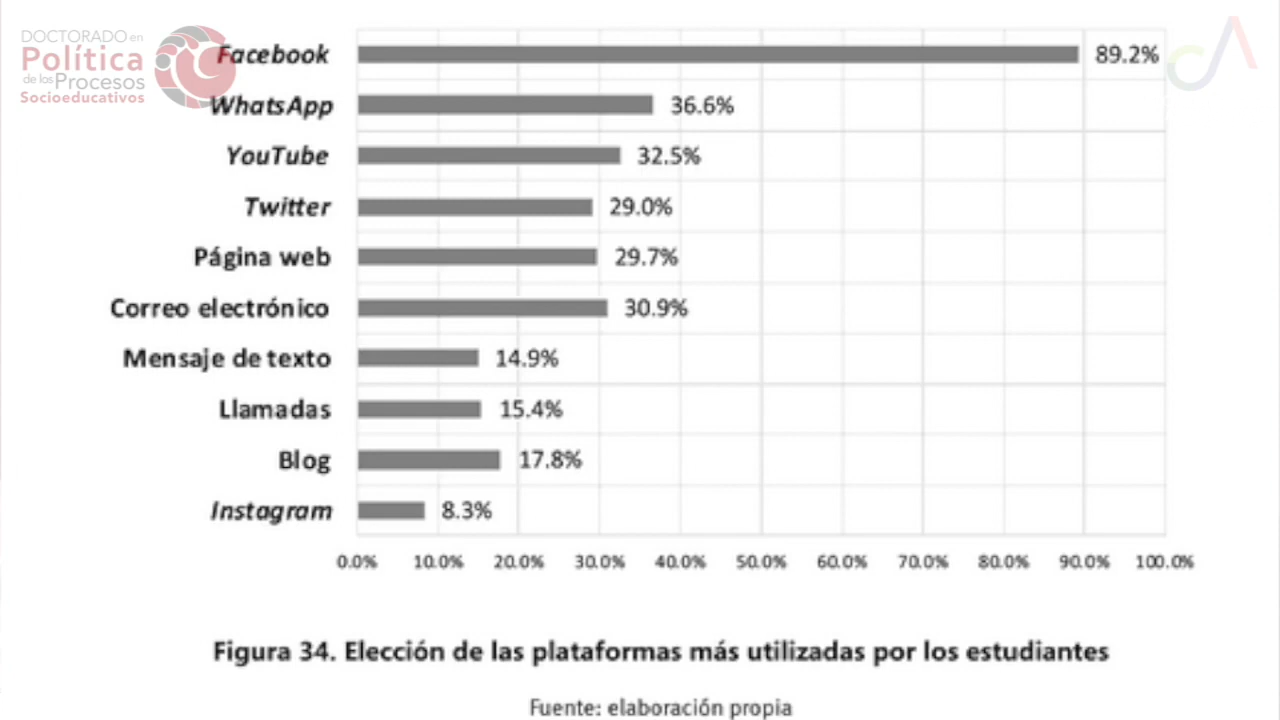 DOCTORADO en
Política
de los Procesos
Socioeducativos
Facebook 89.2%
WhatsApp 36.6%
YouTube 32.5%
Twitter 29.0%
Página web 29.7%
Correo electrónico 30.9%
Mensaje de texto 14.9%
Llamadas 15.4%
Blog 17.8%
Instagram 8.3%
0.0% 10.0% 20.0% 30.0% 40.0% 50.0% 60.0% 70.0% 80.0% 90.0% 100.0%
Figura 34. Elección de las plataformas más utilizadas por los estudiantes
Fuente: elaboración propia